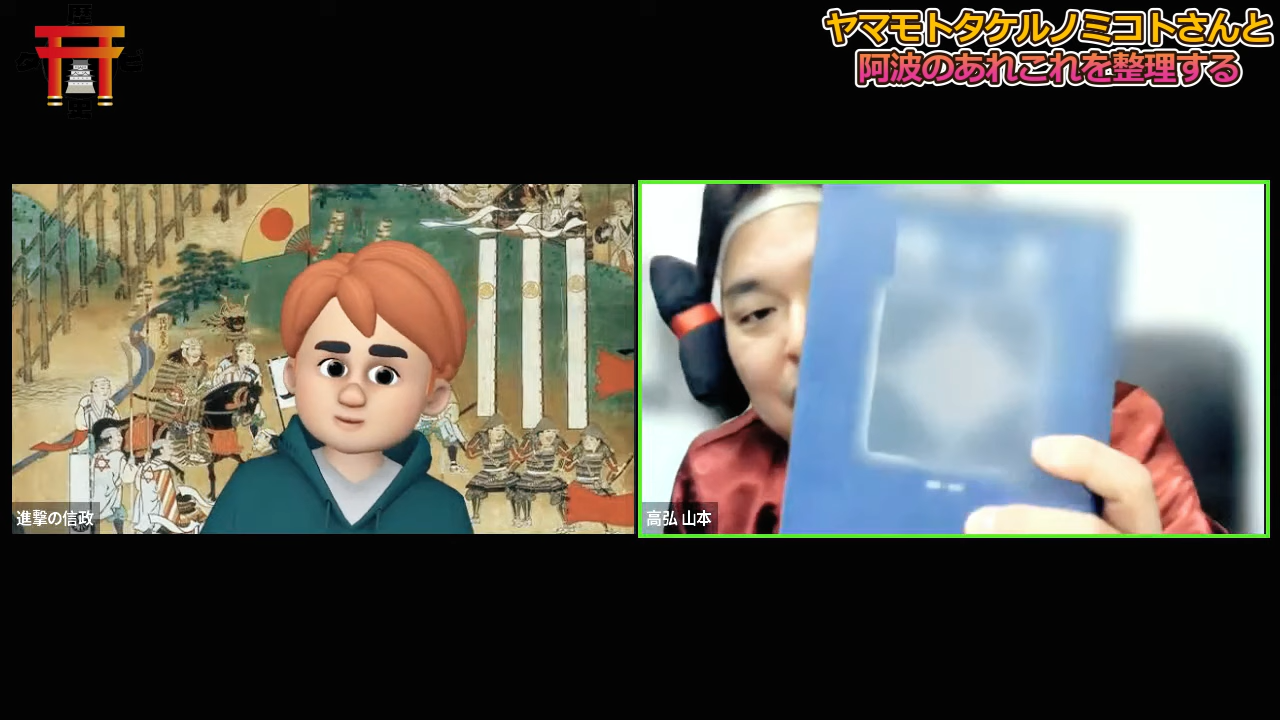 ヤマモトタケルノミコトさんと
阿波のあれこれを整理する
進撃の信政
高弘 山本